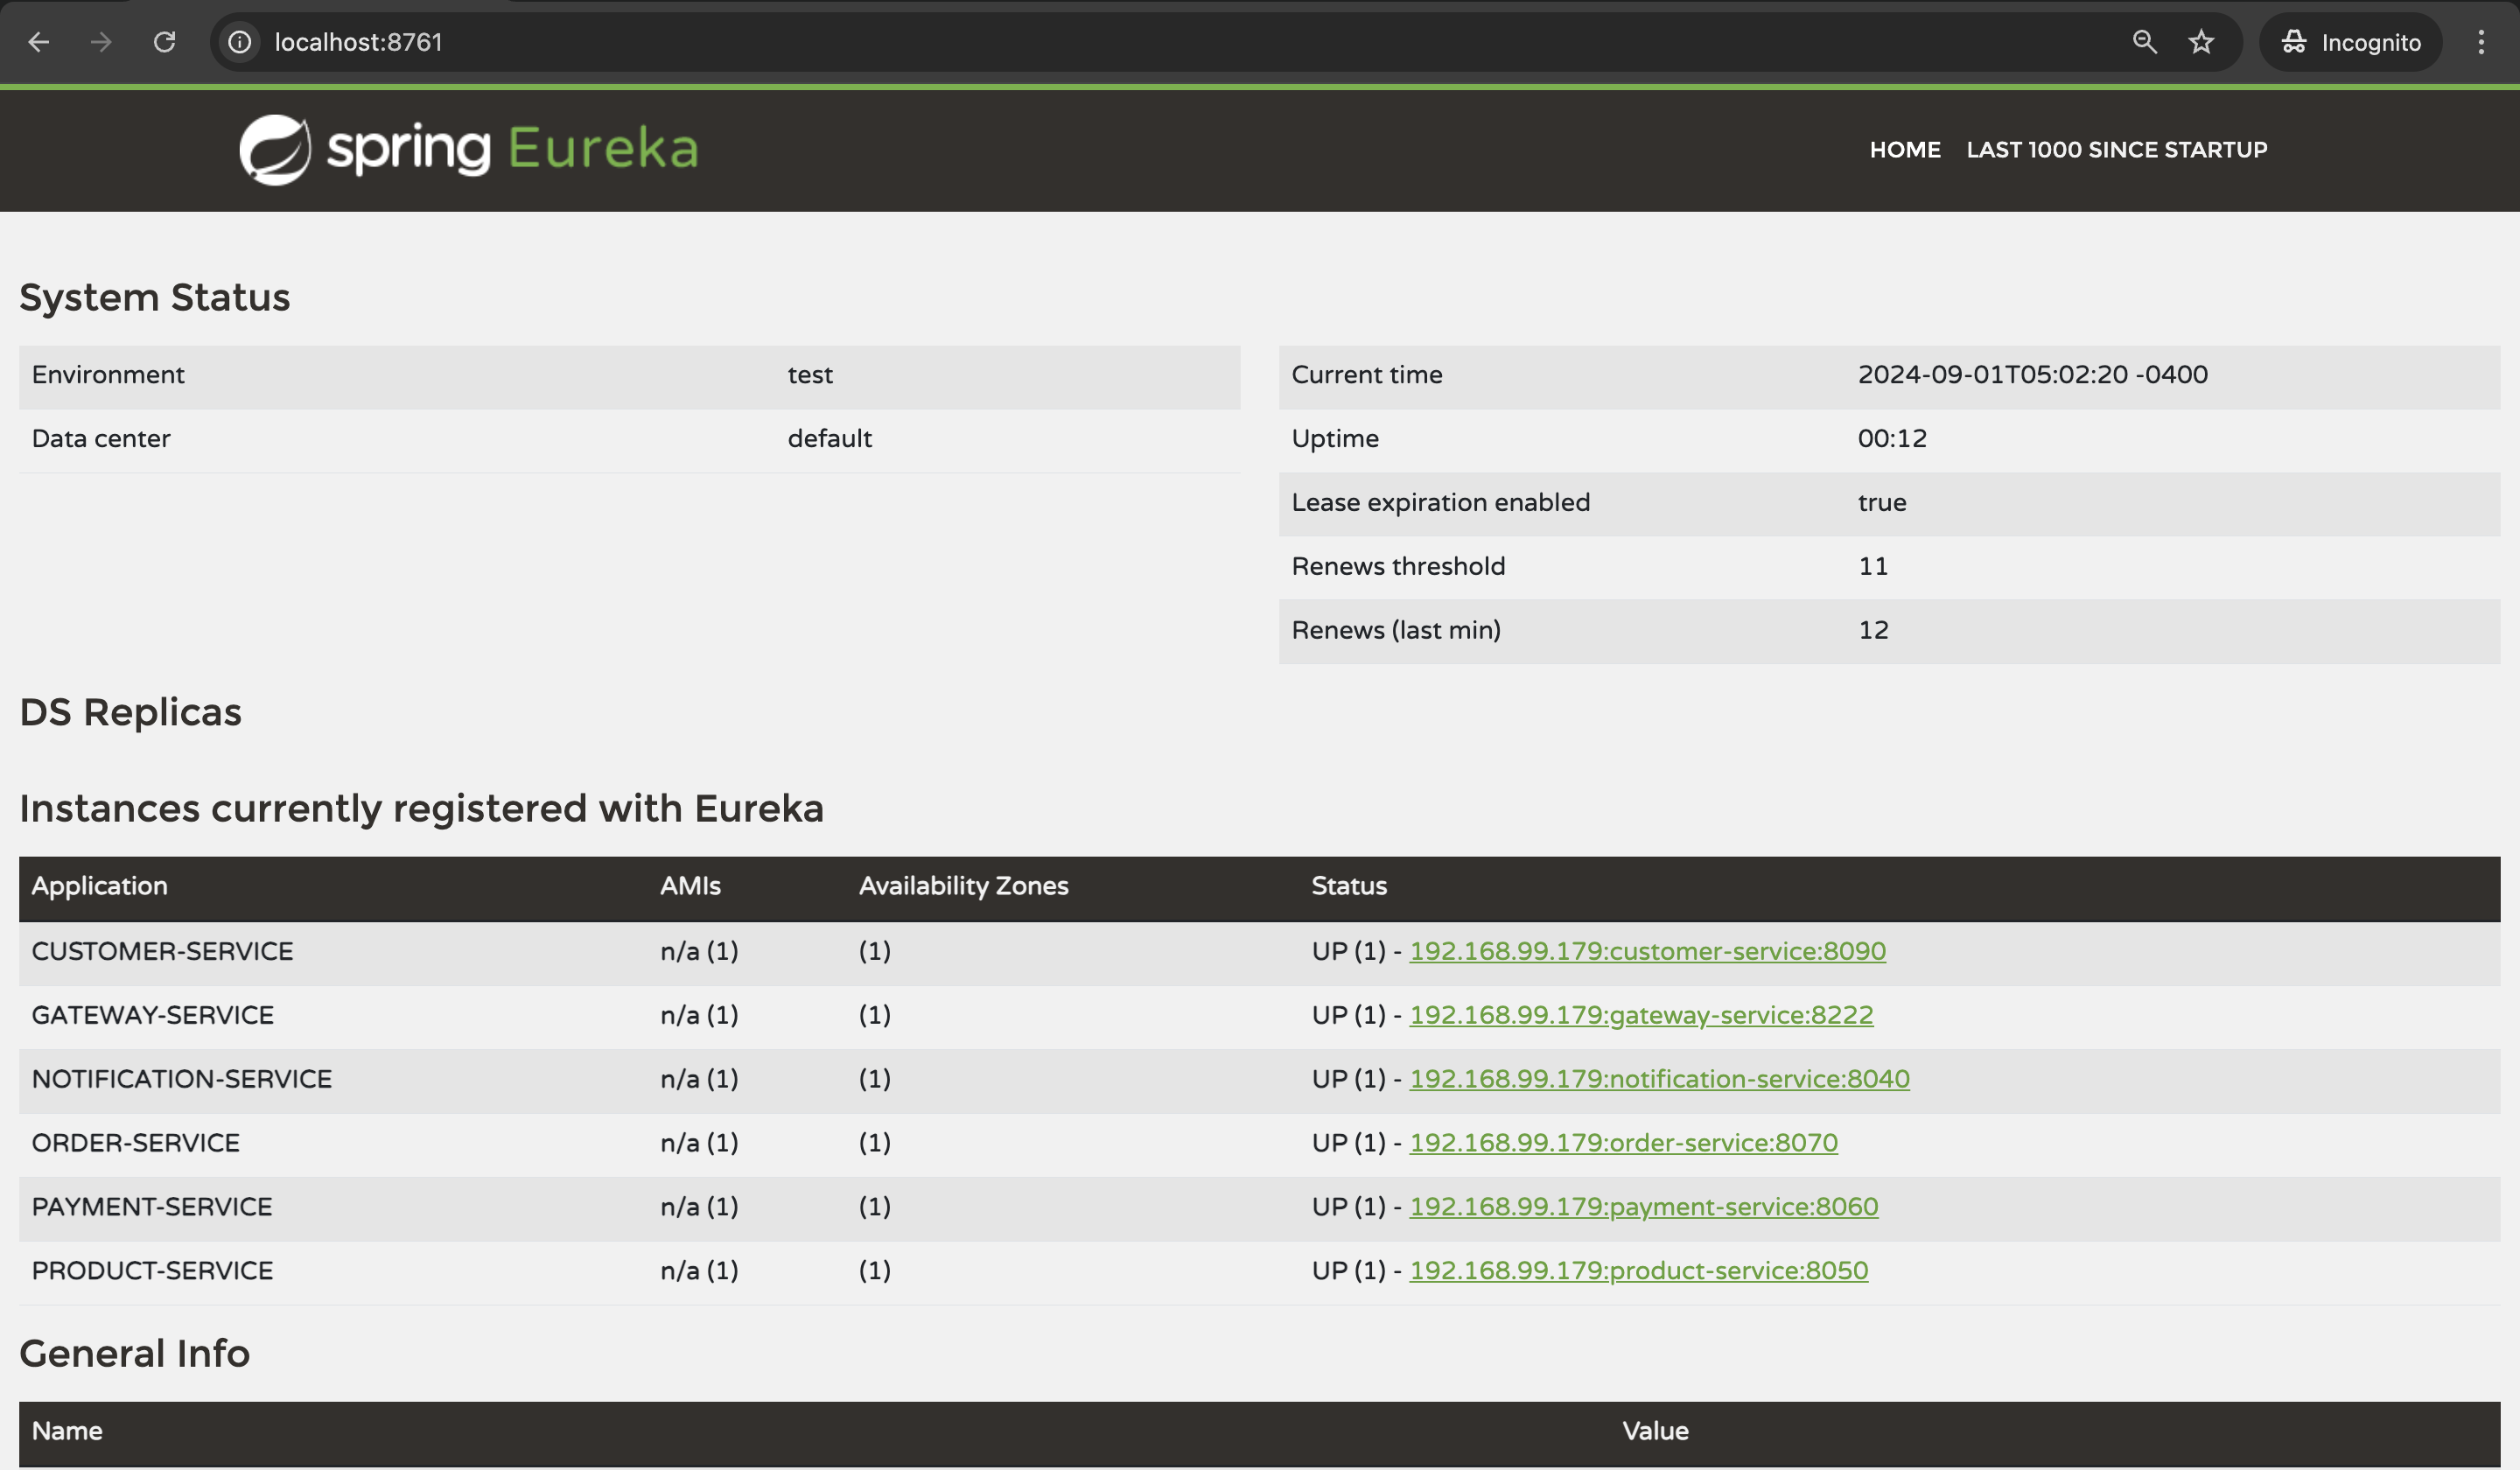 localhost:8761
Incognito
spring Eureka
HOME LAST 1000 SINCE STARTUP
System Status
Environment test
Data center default
Current time 2024-09-01T05:02:20 -0400
Uptime 00:12
Lease expiration enabled true
Renews threshold 11
Renews (last min) 12
DS Replicas
Instances currently registered with Eureka
Application AMIs Availability Zones Status
CUSTOMER-SERVICE n/a (1) (1) UP (1) - 192.168.99.179:customer-service:8090
GATEWAY-SERVICE n/a (1) (1) UP (1) - 192.168.99.179:gateway-service:8222
NOTIFICATION-SERVICE n/a (1) (1) UP (1) - 192.168.99.179:notification-service:8040
ORDER-SERVICE n/a (1) (1) UP (1) - 192.168.99.179:order-service:8070
PAYMENT-SERVICE n/a (1) (1) UP (1) - 192.168.99.179:payment-service:8060
PRODUCT-SERVICE n/a (1) (1) UP (1) - 192.168.99.179:product-service:8050
General Info
Name Value